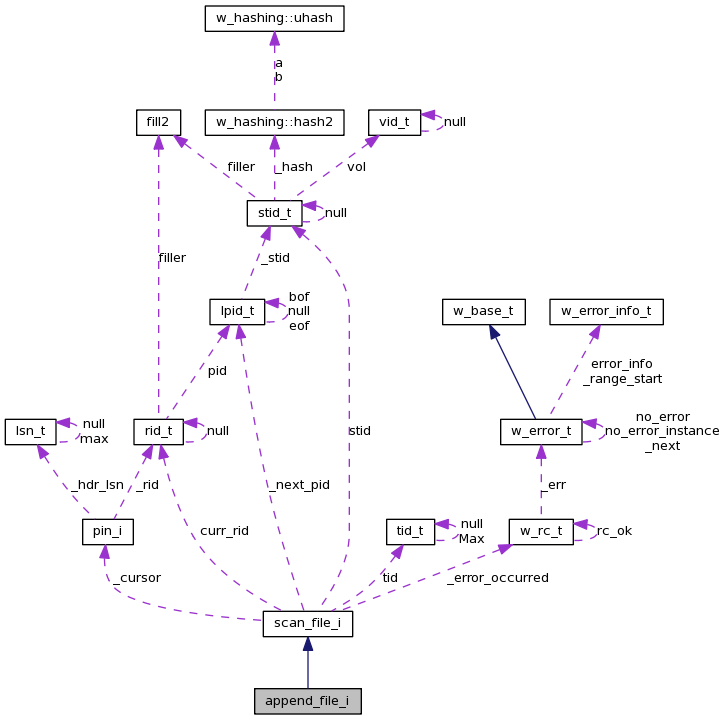 w_hashing::uhash
a
b
fill2
w_hashing::hash2
vid_t
null
filler
_hash
vol
stid_t
null
_stid
filler
lpid_t
bof
null
eof
w_base_t
w_error_info_t
pid
error_info
_range_start
lsn_t
null
max
rid_t
null
stid
w_error_t
no_error
no_error_instance
_next
_hdr_lsn
_rid
_next_pid
_err
pin_i
curr_rid
tid_t
null
Max
w_rc_t
rc_ok
_cursor
tid
_error_occurred
scan_file_i
append_file_i